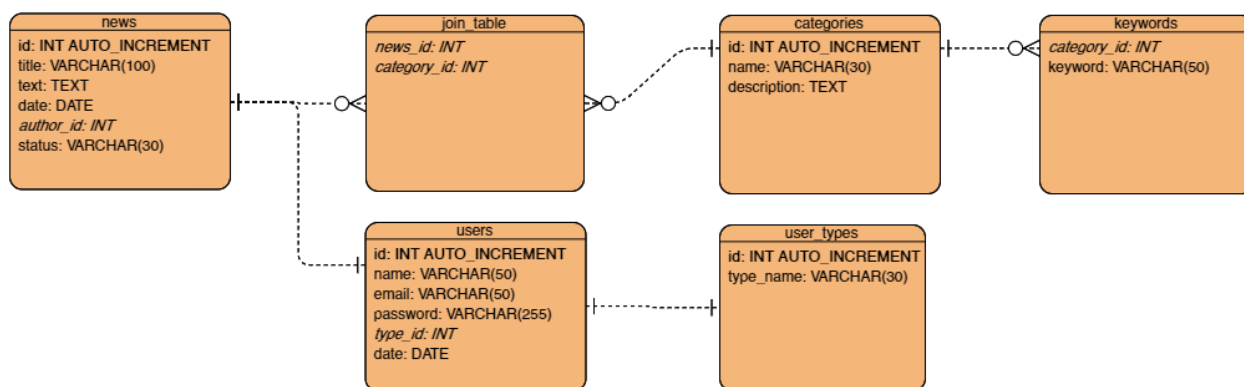 news
id: INT AUTO_INCREMENT
title: VARCHAR(100)
text: TEXT
date: DATE
author_id: INT
status: VARCHAR(30)
join_table
news_id: INT
category_id: INT
categories
id: INT AUTO_INCREMENT
name: VARCHAR(30)
description: TEXT
keywords
category_id: INT
keyword: VARCHAR(50)
users
id: INT AUTO_INCREMENT
name: VARCHAR(50)
email: VARCHAR(50)
password: VARCHAR(255)
type_id: INT
date: DATE
user_types
id: INT AUTO_INCREMENT
type_name: VARCHAR(30)